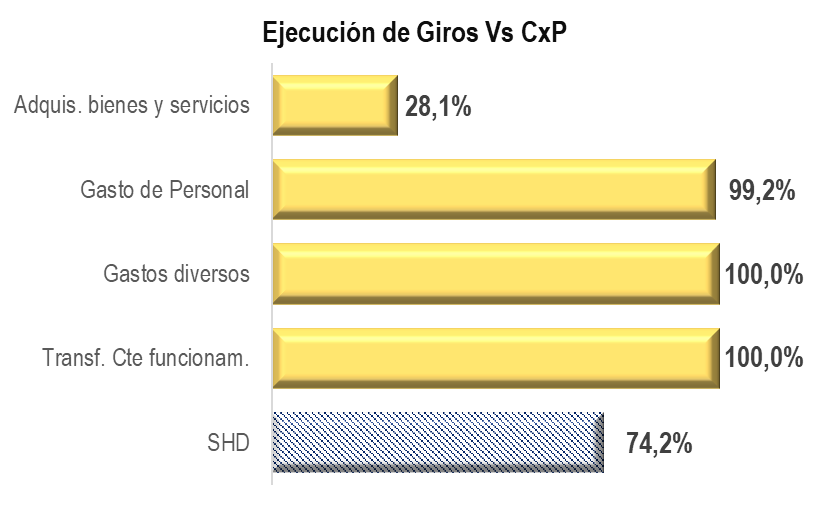 Ejecución de Giros Vs CxP
Adquis. bienes y servicios 28,1%
Gasto de Personal 99,2%
Gastos diversos 100,0%
Transf. Cte funcionam. 100,0%
SHD 74,2%